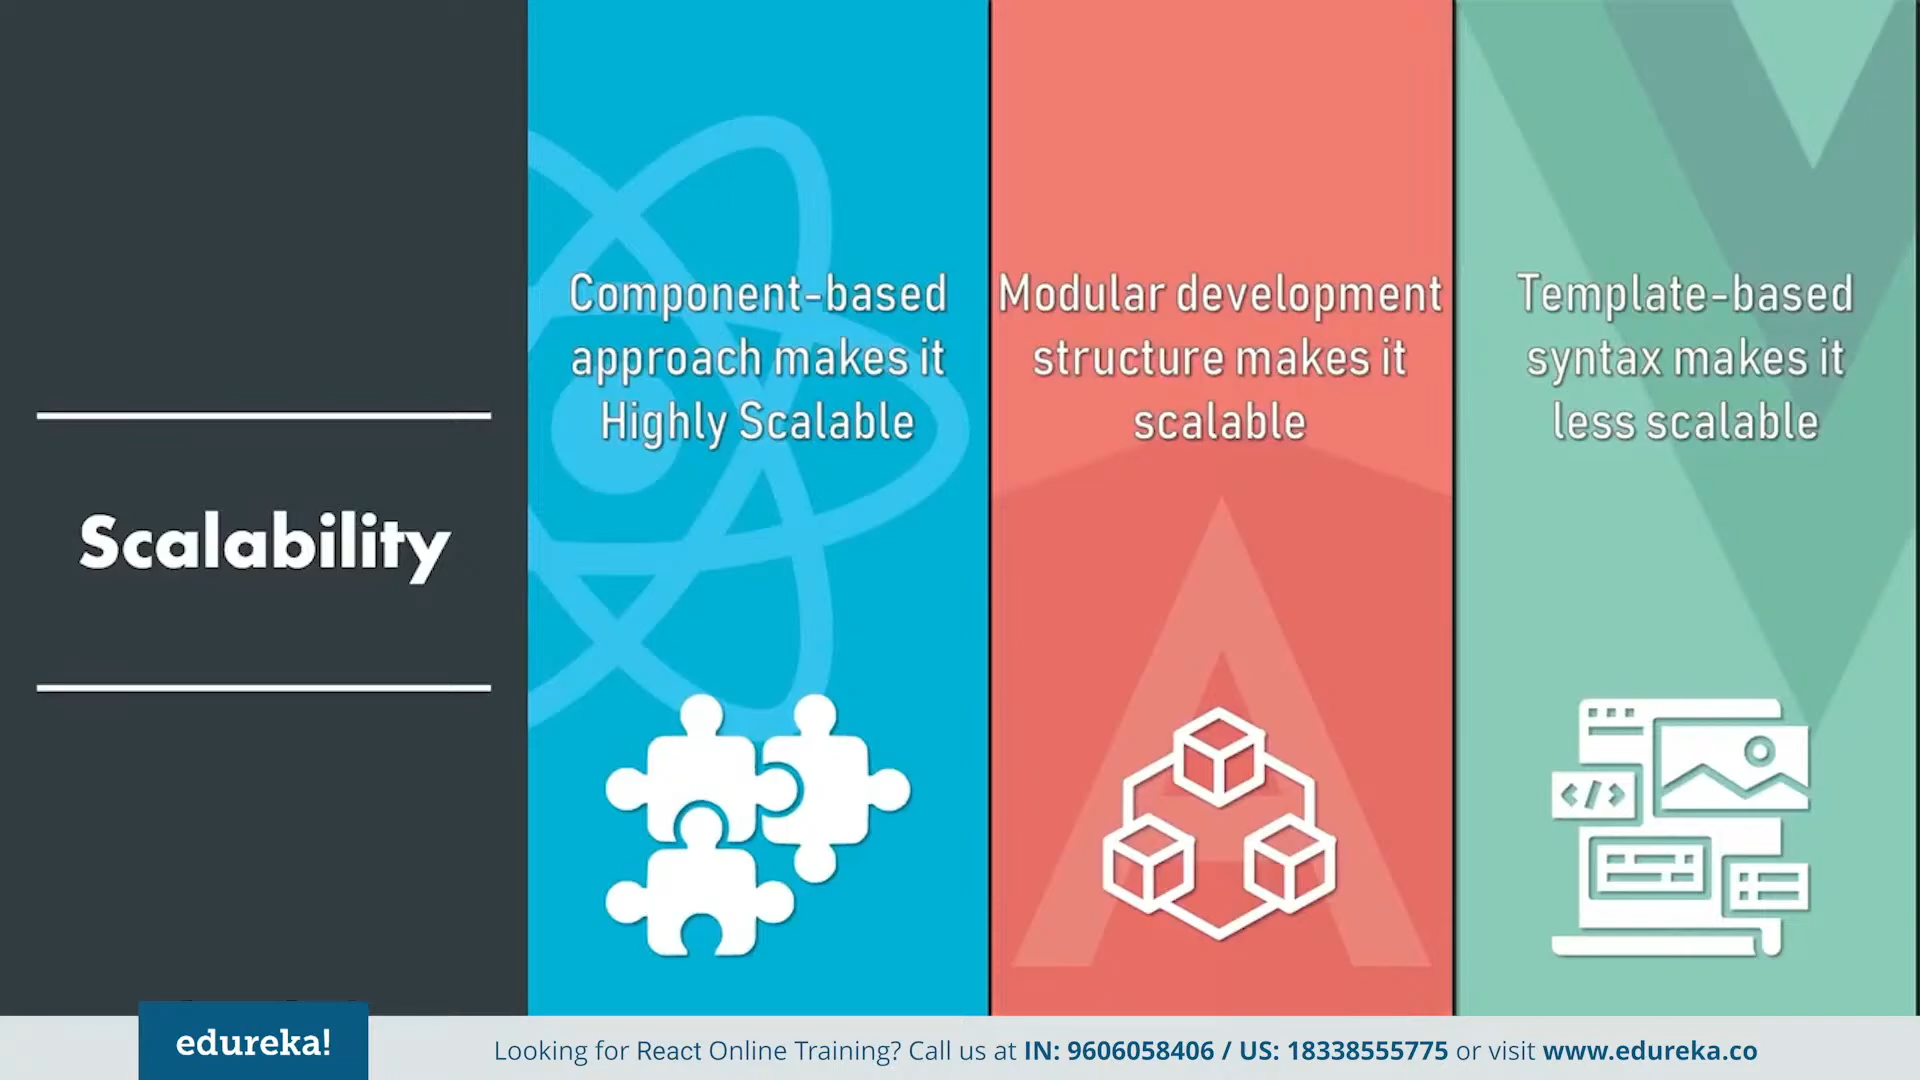 Scalability
Component-based
approach makes it
Highly Scalable
Modular development
structure makes it
scalable
Template-based
syntax makes it
less scalable
</>
edureka!
Looking for React Online Training? Call us at IN: 9606058406 / US: 18338555775 or visit www.edureka.co